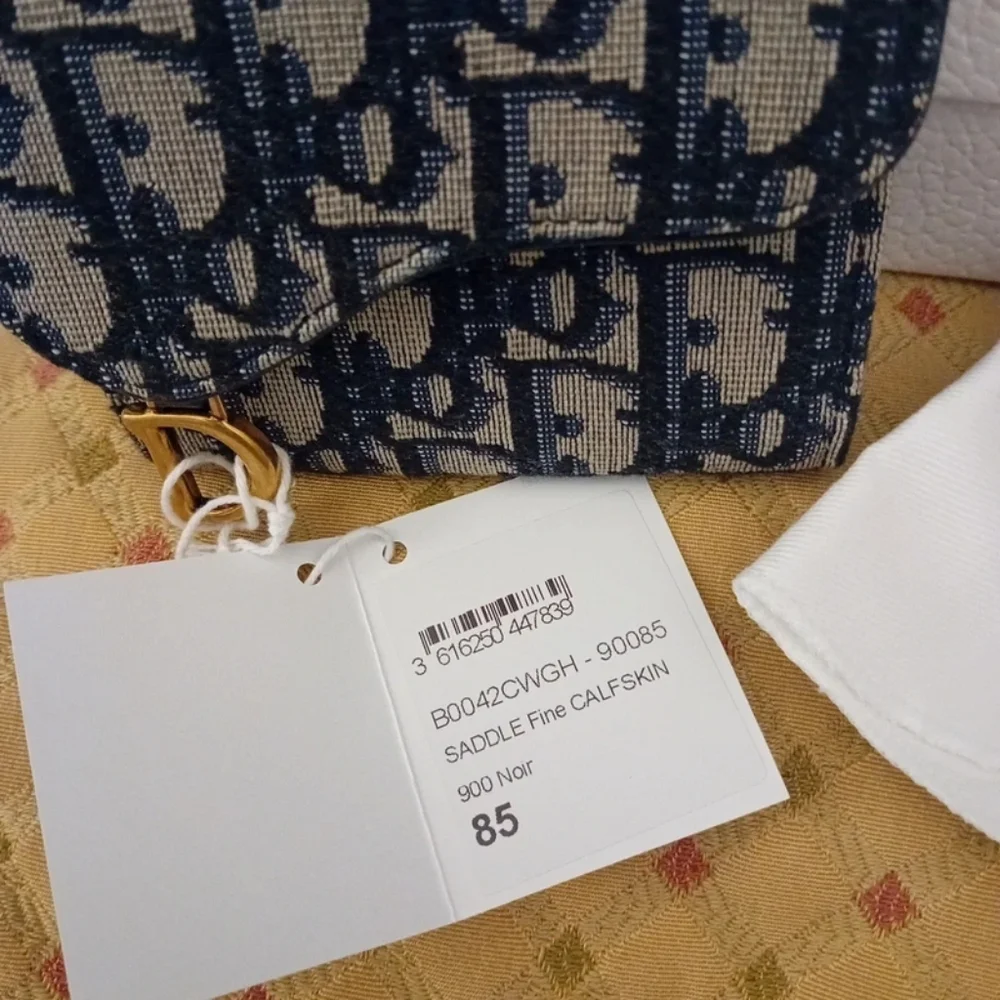 3 616250 447839
B0042CWGH - 90085
SADDLE Fine CALFSKIN
900 Noir
85